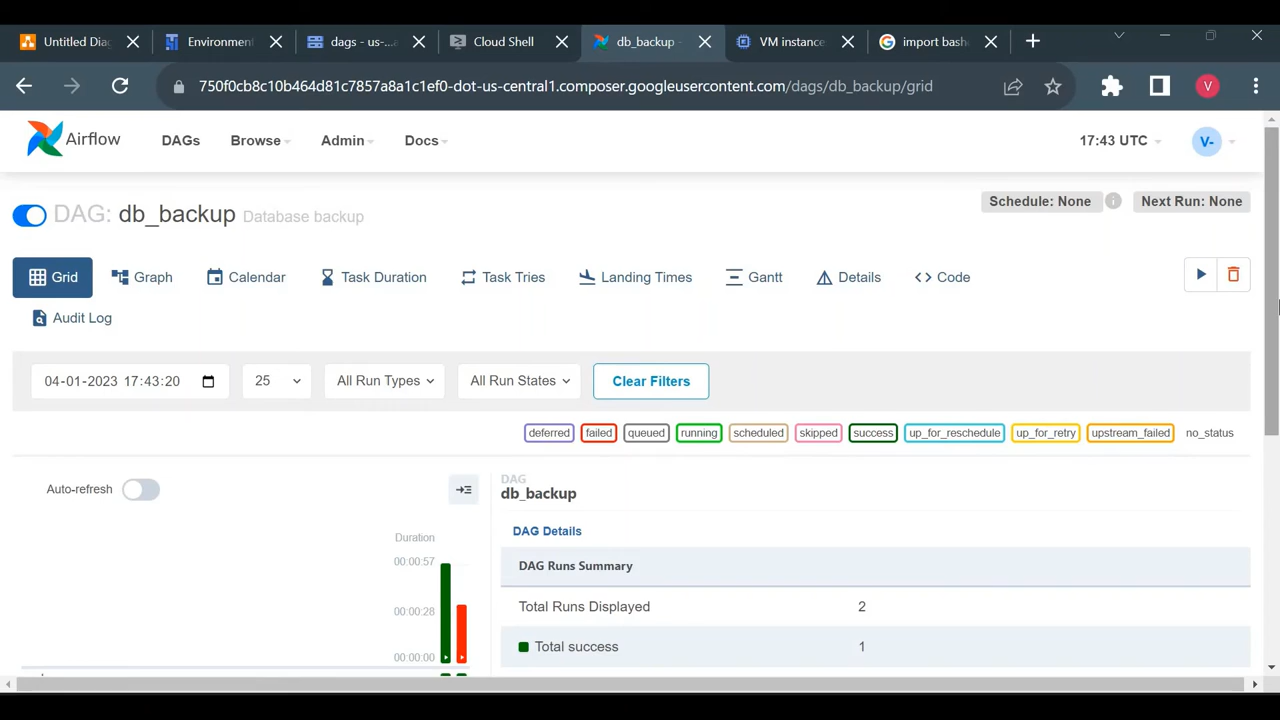 Untitled Dia
Environmen
dags - us-...
Cloud Shell
db_backup -
VM instance
import bash
750f0cb8c10b464d81c7857a8a1c1ef0-dot-us-central1.composer.googleusercontent.com/dags/db_backup/grid
V
Airflow
DAGs
Browse
Admin
Docs
17:43 UTC
V-
DAG: db_backup Database backup
Schedule: None
Next Run: None
Grid
Graph
Calendar
Task Duration
Task Tries
Landing Times
Gantt
Details
Code
Audit Log
04-01-2023 17:43:20
25
All Run Types
All Run States
Clear Filters
deferred
failed
queued
running
scheduled
skipped
success
up_for_reschedule
up_for_retry
upstream_failed
no_status
Auto-refresh
Duration
00:00:57
00:00:28
00:00:00
DAG
db_backup
DAG Details
DAG Runs Summary
Total Runs Displayed 2
Total success 1